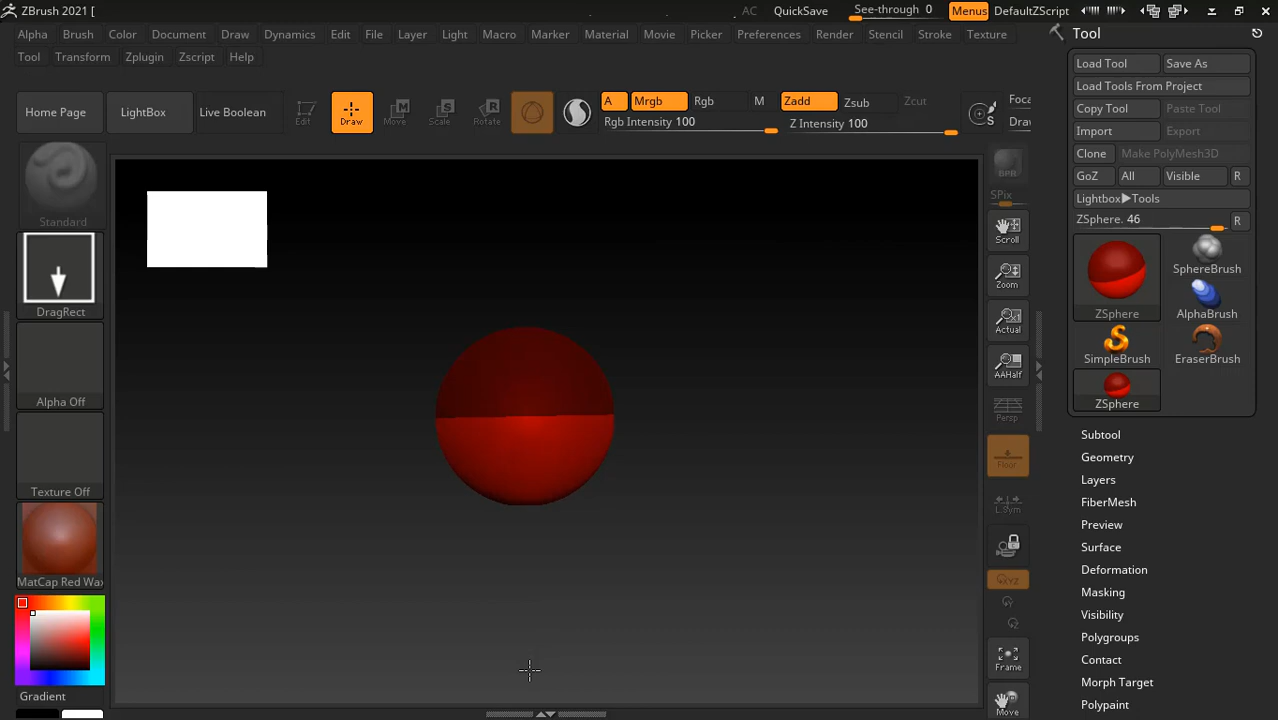 ZBrush 2021 [
AC QuickSave See-through 0 Menus DefaultZScript
Alpha Brush Color Document Draw Dynamics Edit File Layer Light Macro Marker Material Movie Picker Preferences Render Stencil Stroke Texture
Tool Transform Zplugin Zscript Help
Home Page LightBox Live Boolean Edit Draw Move Scale Rotate
A Mrgb Rgb M Zadd Zsub Zcut Foca
Rgb Intensity 100 Z Intensity 100 Draw
Standard
DragRect
Alpha Off
Texture Off
MatCap Red Wax
Gradient
BPR
SPix
Scroll
Zoom
Actual
AAHalf
Persp
Floor
L.Sym
XYZ
Frame
Move
Tool
Load Tool Save As
Load Tools From Project
Copy Tool Paste Tool
Import Export
Clone Make PolyMesh3D
GoZ All Visible R
Lightbox▶Tools
ZSphere. 46 R
ZSphere SphereBrush
AlphaBrush
SimpleBrush EraserBrush
ZSphere
Subtool
Geometry
Layers
FiberMesh
Preview
Surface
Deformation
Masking
Visibility
Polygroups
Contact
Morph Target
Polypaint